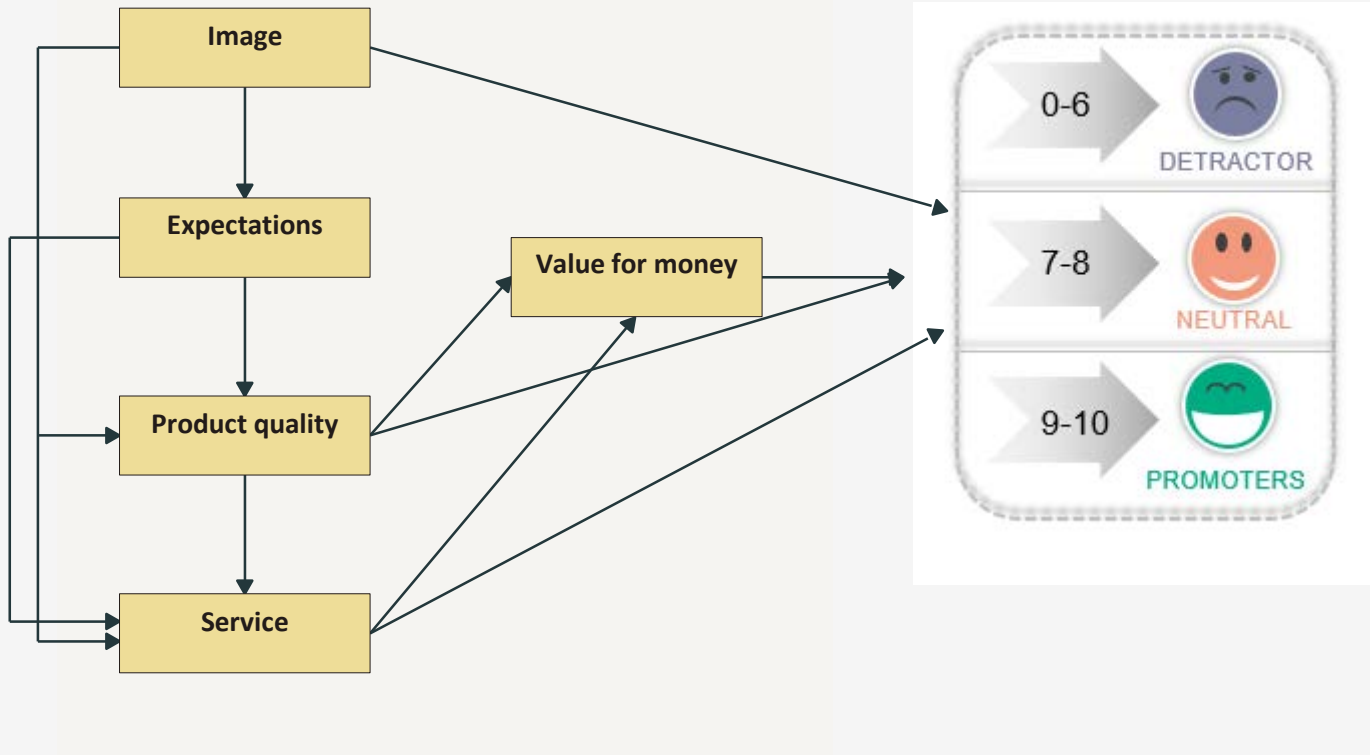 Image
Expectations
Product quality
Service
Value for money
0-6
DETRACTOR
7-8
NEUTRAL
9-10
PROMOTERS